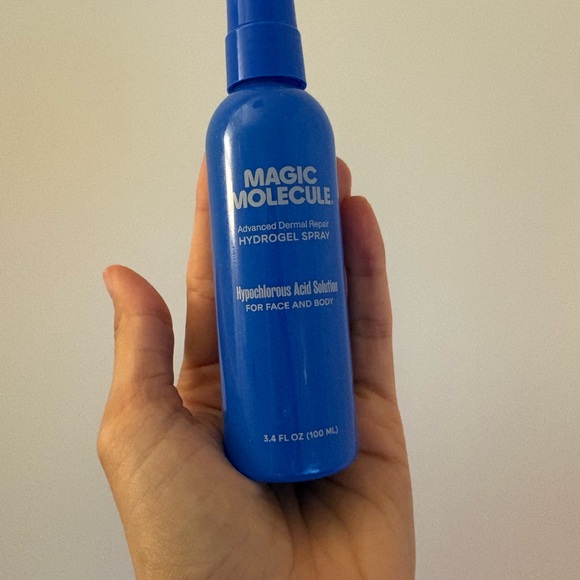 MAGIC
MOLECULE®
Advanced Dermal Repair
HYDROGEL SPRAY
Hypochlorous Acid Solution
FOR FACE AND BODY
3.4 FL OZ (100 ML)